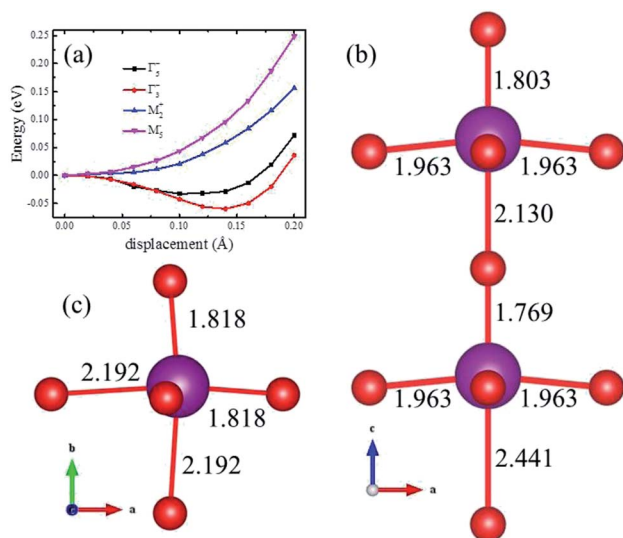 (a)
Energy (eV)
0.25
0.20
0.15
0.10
0.05
0.00
-0.05
Γ₅⁻
Γ₃⁻
M₂⁺
M₅⁻
0.00 0.05 0.10 0.15 0.20
displacement (Å)
(b)
1.803
1.963 1.963
2.130
1.769
1.963 1.963
2.441
c
a
(c)
1.818
2.192
1.818
2.192
b
c a